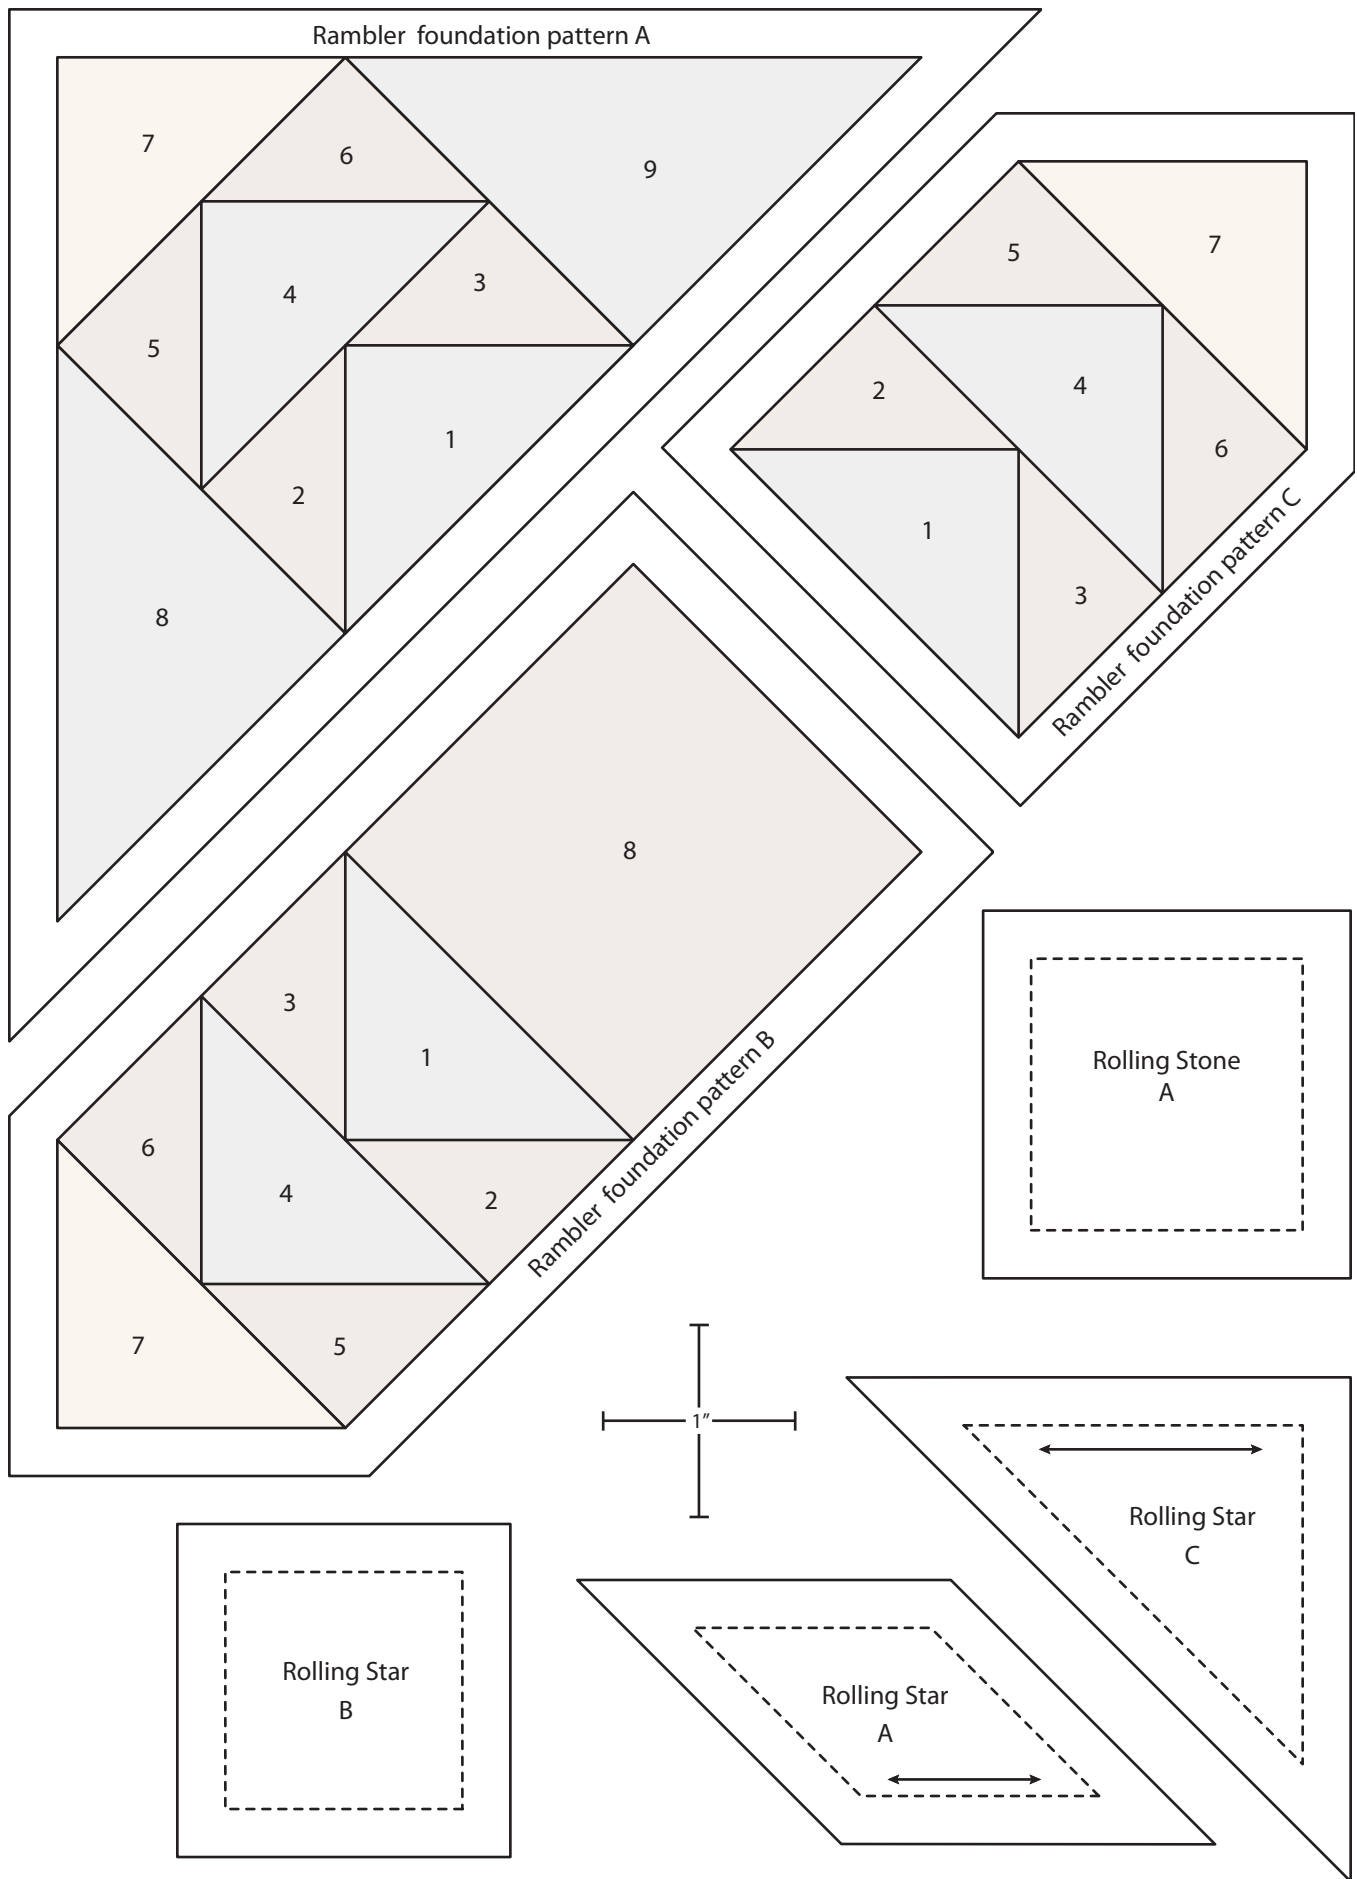 Rambler foundation pattern A
7
6
9
4
3
5
1
2
8
5
7
2
4
6
1
3
Rambler foundation pattern C
8
3
1
6
4
2
7
5
Rambler foundation pattern B
Rolling Stone
A
1″
Rolling Star
C
Rolling Star
B
Rolling Star
A